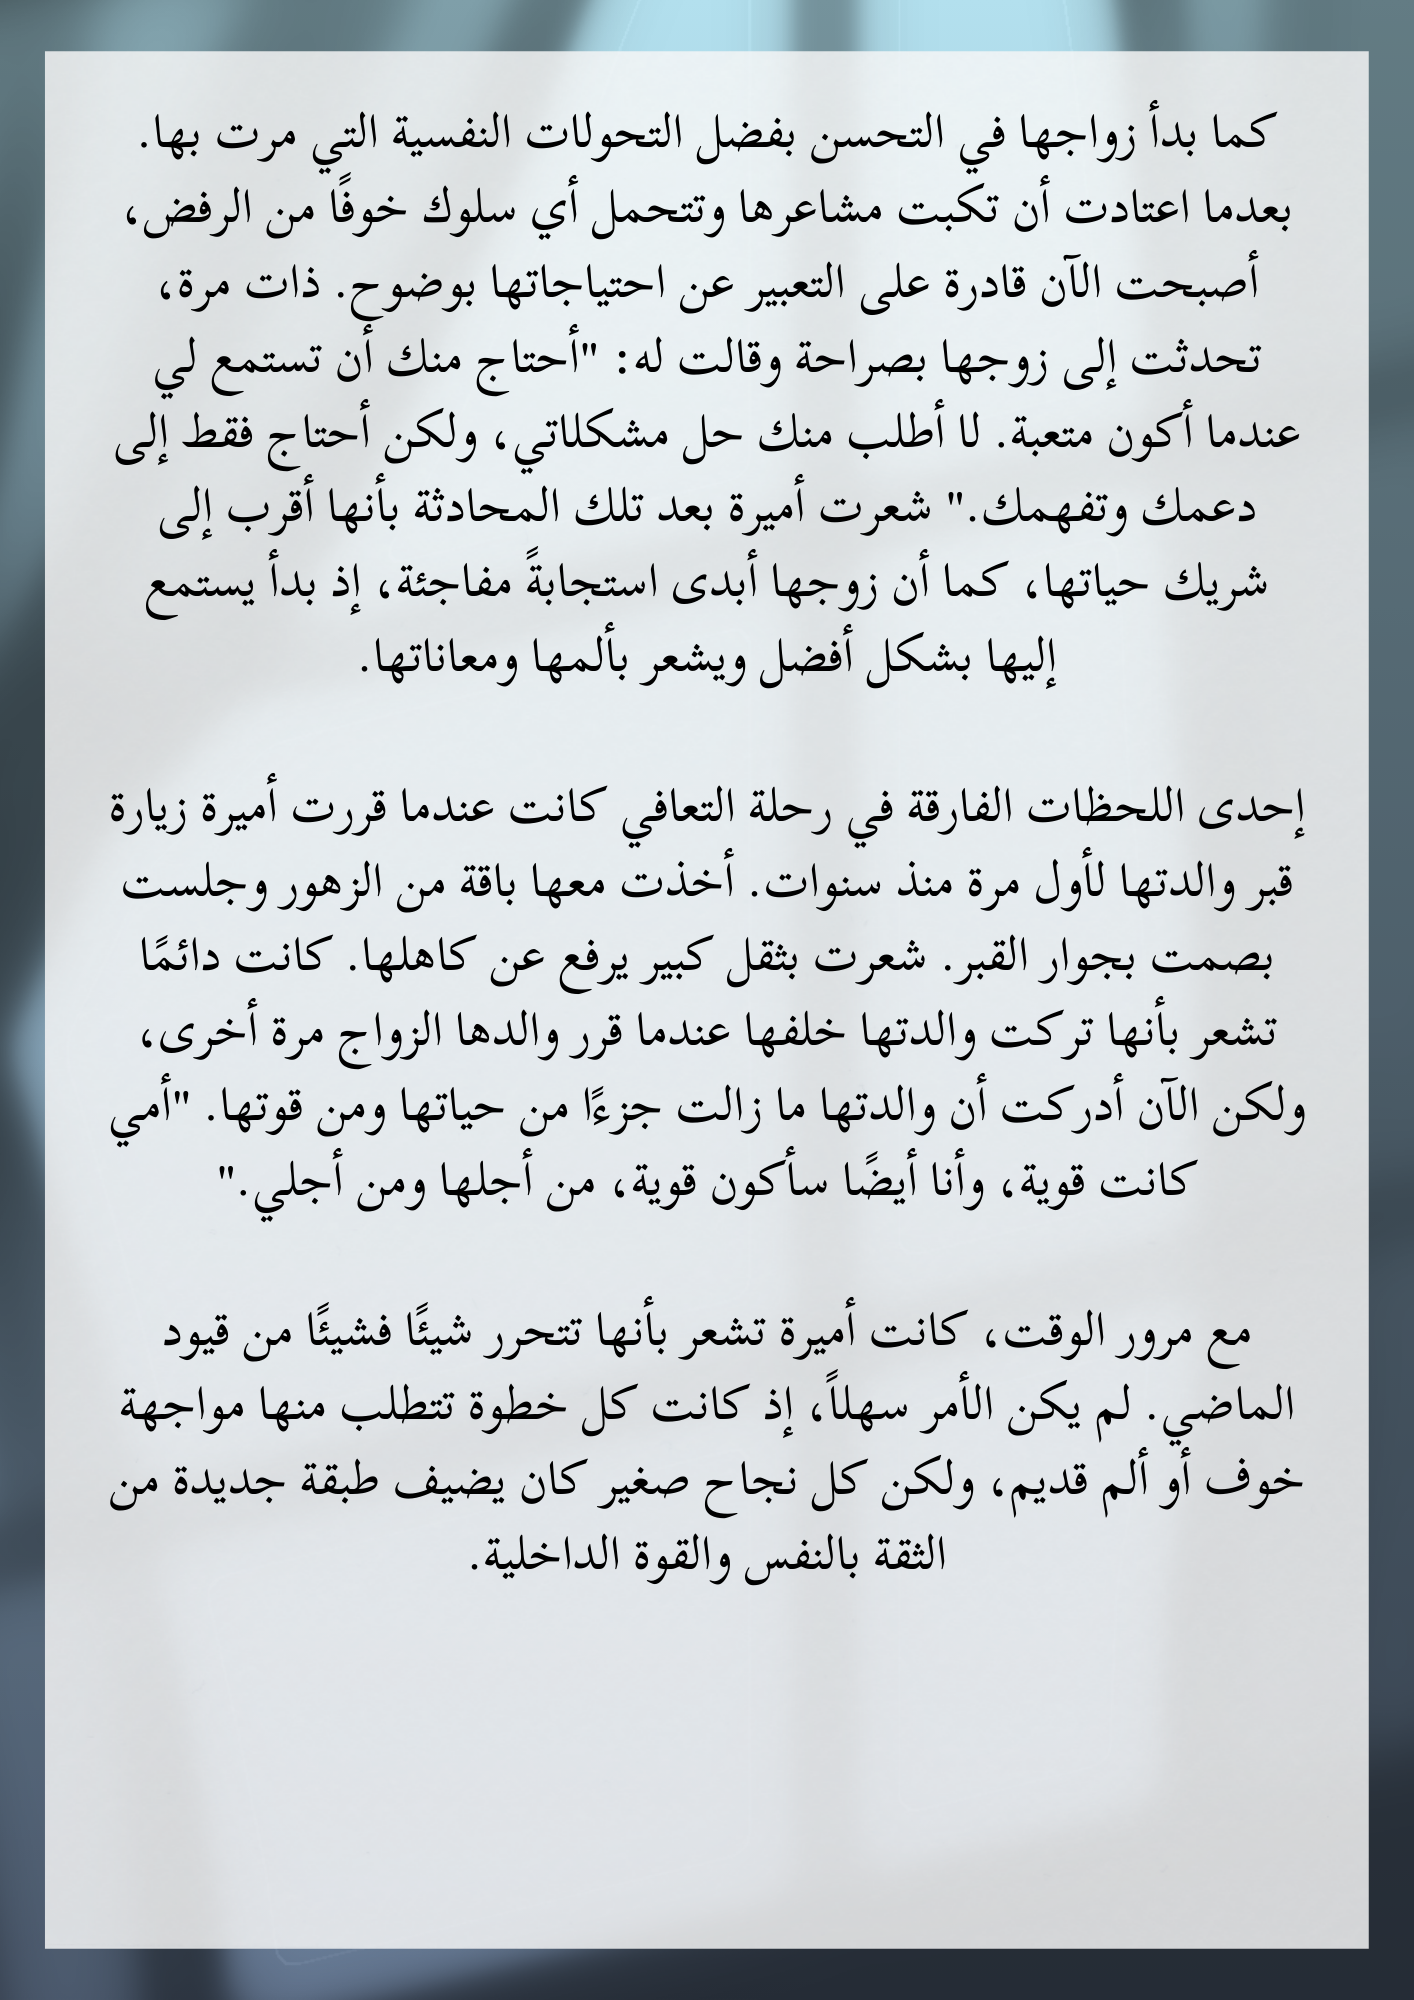 كما بدأ زواجها في التحسن بفضل التحولات النفسية التي مرت بها.
بعدما اعتادت أن تكبت مشاعرها وتتحمل أي سلوك خوفًا من الرفض،
أصبحت الآن قادرة على التعبير عن احتياجاتها بوضوح. ذات مرة،
تحدثت إلى زوجها بصراحة وقالت له: "أحتاج منك أن تستمع لي
عندما أكون متعبة. لا أطلب منك حل مشكلاتي، ولكن أحتاج فقط إلى
دعمك وتفهمك." شعرت أميرة بعد تلك المحادثة بأنها أقرب إلى
شريك حياتها، كما أن زوجها أبدى استجابةً مفاجئة، إذ بدأ يستمع
إليها بشكل أفضل ويشعر بألمها ومعاناتها.
إحدى اللحظات الفارقة في رحلة التعافي كانت عندما قررت أميرة زيارة
قبر والدتها لأول مرة منذ سنوات. أخذت معها باقة من الزهور وجلست
بصمت بجوار القبر. شعرت بثقل كبير يرفع عن كاهلها. كانت دائمًا
تشعر بأنها تركت والدتها خلفها عندما قرر والدها الزواج مرة أخرى،
ولكن الآن أدركت أن والدتها ما زالت جزءًا من حياتها ومن قوتها. "أمي
كانت قوية، وأنا أيضًا سأكون قوية، من أجلها ومن أجلي."
مع مرور الوقت، كانت أميرة تشعر بأنها تتحرر شيئًا فشيئًا من قيود
الماضي. لم يكن الأمر سهلاً، إذ كانت كل خطوة تتطلب منها مواجهة
خوف أو ألم قديم، ولكن كل نجاح صغير كان يضيف طبقة جديدة من
الثقة بالنفس والقوة الداخلية.